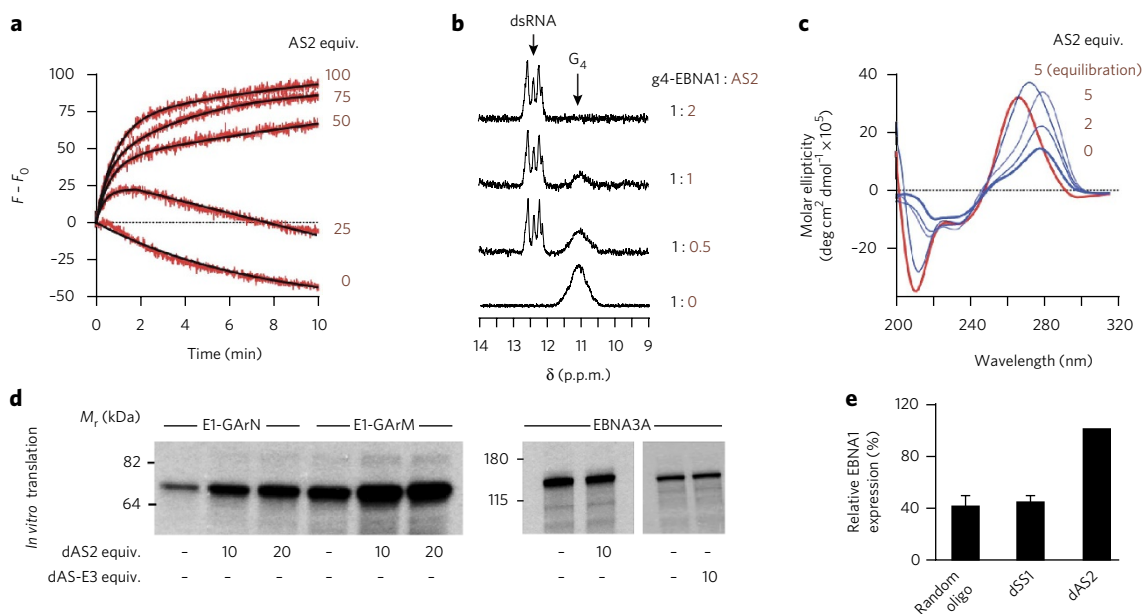 a
AS2 equiv.
100
75
50
25
0
F – F0
100
75
50
25
0
–25
–50
0 2 4 6 8 10
Time (min)
b
dsRNA
G4
g4-EBNA1 : AS2
1 : 2
1 : 1
1 : 0.5
1 : 0
14 13 12 11 10 9
δ (p.p.m.)
c
AS2 equiv.
5 (equilibration)
5
2
0
Molar ellipticity
(deg cm2 dmol–1 × 105)
40
20
0
–20
200 240 280 320
Wavelength (nm)
d
Mr (kDa)
E1-GArN E1-GArM
EBNA3A
82
64
180
115
In vitro translation
dAS2 equiv. – 10 20 – 10 20 – 10 – –
dAS-E3 equiv. – – – – – – – – – 10
e
Relative EBNA1
expression (%)
120
80
40
0
Random
oligo
dSS1
dAS2